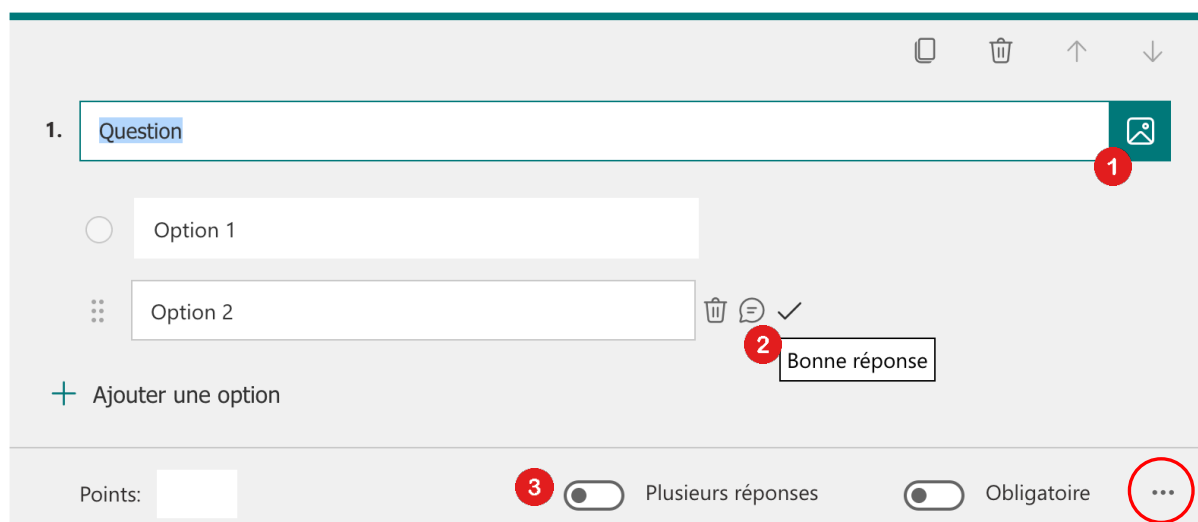 1. Question
1
Option 1
Option 2
2
Bonne réponse
Ajouter une option
Points: 3 Plusieurs réponses Obligatoire